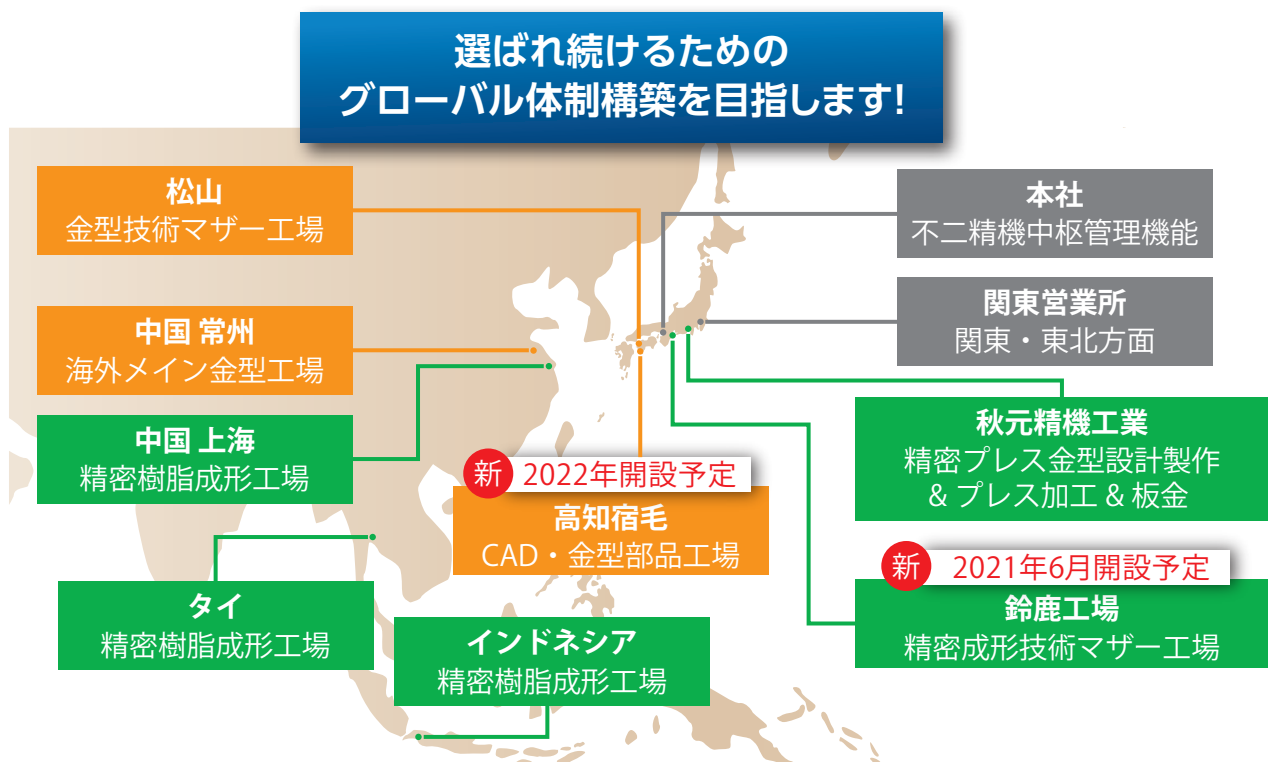 選ばれ続けるための
グローバル体制構築を目指します!
松山
金型技術マザー工場
中国 常州
海外メイン金型工場
中国 上海
精密樹脂成形工場
タイ
精密樹脂成形工場
インドネシア
精密樹脂成形工場
新 2022年開設予定
高知宿毛
CAD・金型部品工場
本社
不二精機中枢管理機能
関東営業所
関東・東北方面
秋元精機工業
精密プレス金型設計製作
& プレス加工 & 板金
新 2021年6月開設予定
鈴鹿工場
精密成形技術マザー工場